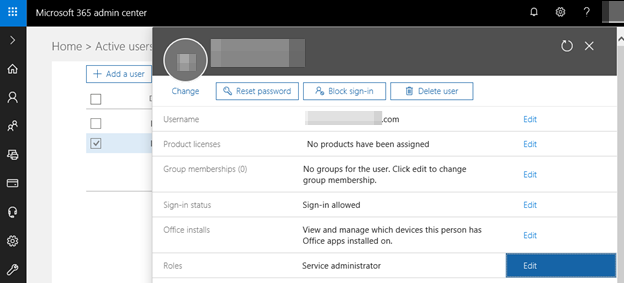 Microsoft 365 admin center
?
Home > Active users
+ Add a user
Change
Reset password
Block sign-in
Delete user
Username
.com
Edit
Product licenses
No products have been assigned
Edit
Group memberships (0)
No groups for the user. Click edit to change
group membership.
Edit
Sign-in status
Sign-in allowed
Edit
Office installs
View and manage which devices this person has
Office apps installed on.
Edit
Roles
Service administrator
Edit